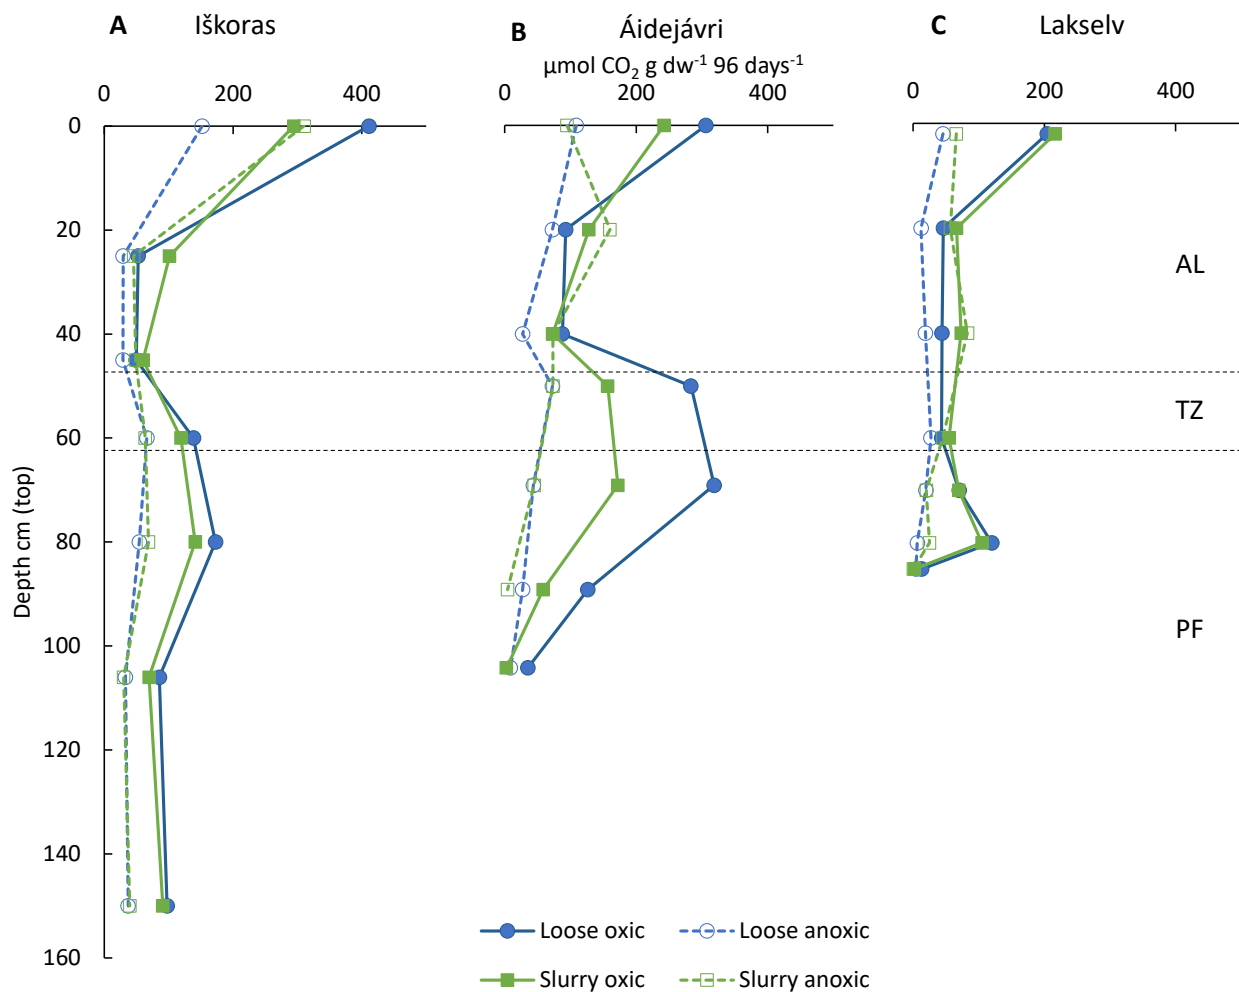 A Iškoras
B Áidejávri
C Lakselv
µmol CO₂ g dw⁻¹ 96 days⁻¹
0 200 400
0 200 400
0 200 400
0
20
40
60
80
100
120
140
160
Depth cm (top)
AL
TZ
PF
Loose oxic
Loose anoxic
Slurry oxic
Slurry anoxic